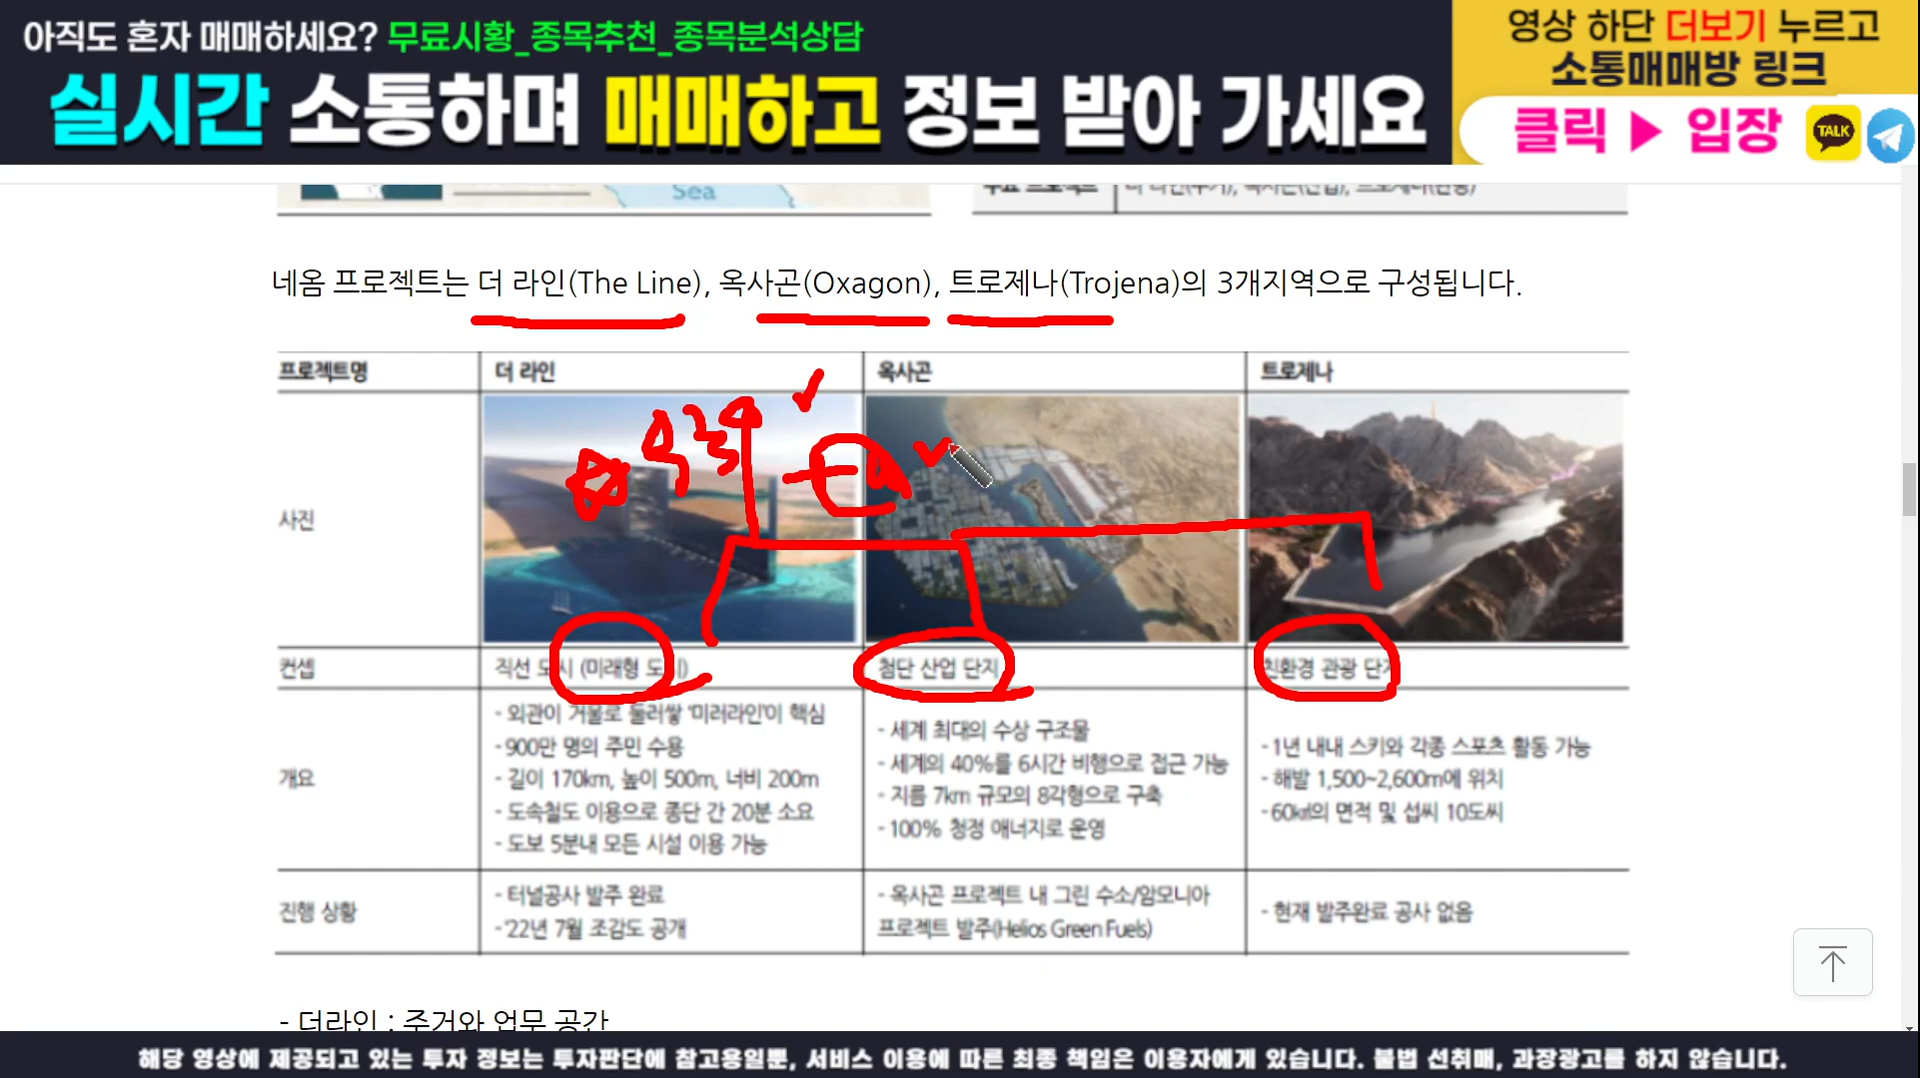 아직도 혼자 매매하세요? 무료시황_종목추천_종목분석상담
실시간 소통하며 매매하고 정보 받아 가세요
영상 하단 더보기 누르고
소통매매방 링크
클릭 ▶ 입장
TALK
Sea
네옴 프로젝트는 더 라인(The Line), 옥사곤(Oxagon), 트로제나(Trojena)의 3개지역으로 구성됩니다.
프로젝트명 더 라인 옥사곤 트로제나
사진
컨셉 직선 도시 (미래형 도시) 첨단 산업 단지 친환경 관광 단지
개요
- 외관이 거울로 둘러쌓 '미러라인'이 핵심
- 900만 명의 주민 수용
- 길이 170km, 높이 500m, 너비 200m
- 도속철도 이용으로 종단 간 20분 소요
- 도보 5분내 모든 시설 이용 가능
- 세계 최대의 수상 구조물
- 세계의 40%를 6시간 비행으로 접근 가능
- 지름 7km 규모의 8각형으로 구축
- 100% 청정 애너지로 운영
- 1년 내내 스키와 각종 스포츠 활동 가능
- 해발 1,500~2,600m에 위치
- 60㎢의 면적 및 섭씨 10도씨
진행 상황
- 터널공사 발주 완료
- '22년 7월 조감도 공개
- 옥사곤 프로젝트 내 그린 수소/암모니아
프로젝트 발주(Helios Green Fuels)
- 현재 발주완료 공사 없음
- 더라인 : 주거와 업무 공간
해당 영상에 제공되고 있는 투자 정보는 투자판단에 참고용일뿐, 서비스 이용에 따른 최종 책임은 이용자에게 있습니다. 불법 선취매, 과장광고를 하지 않습니다.